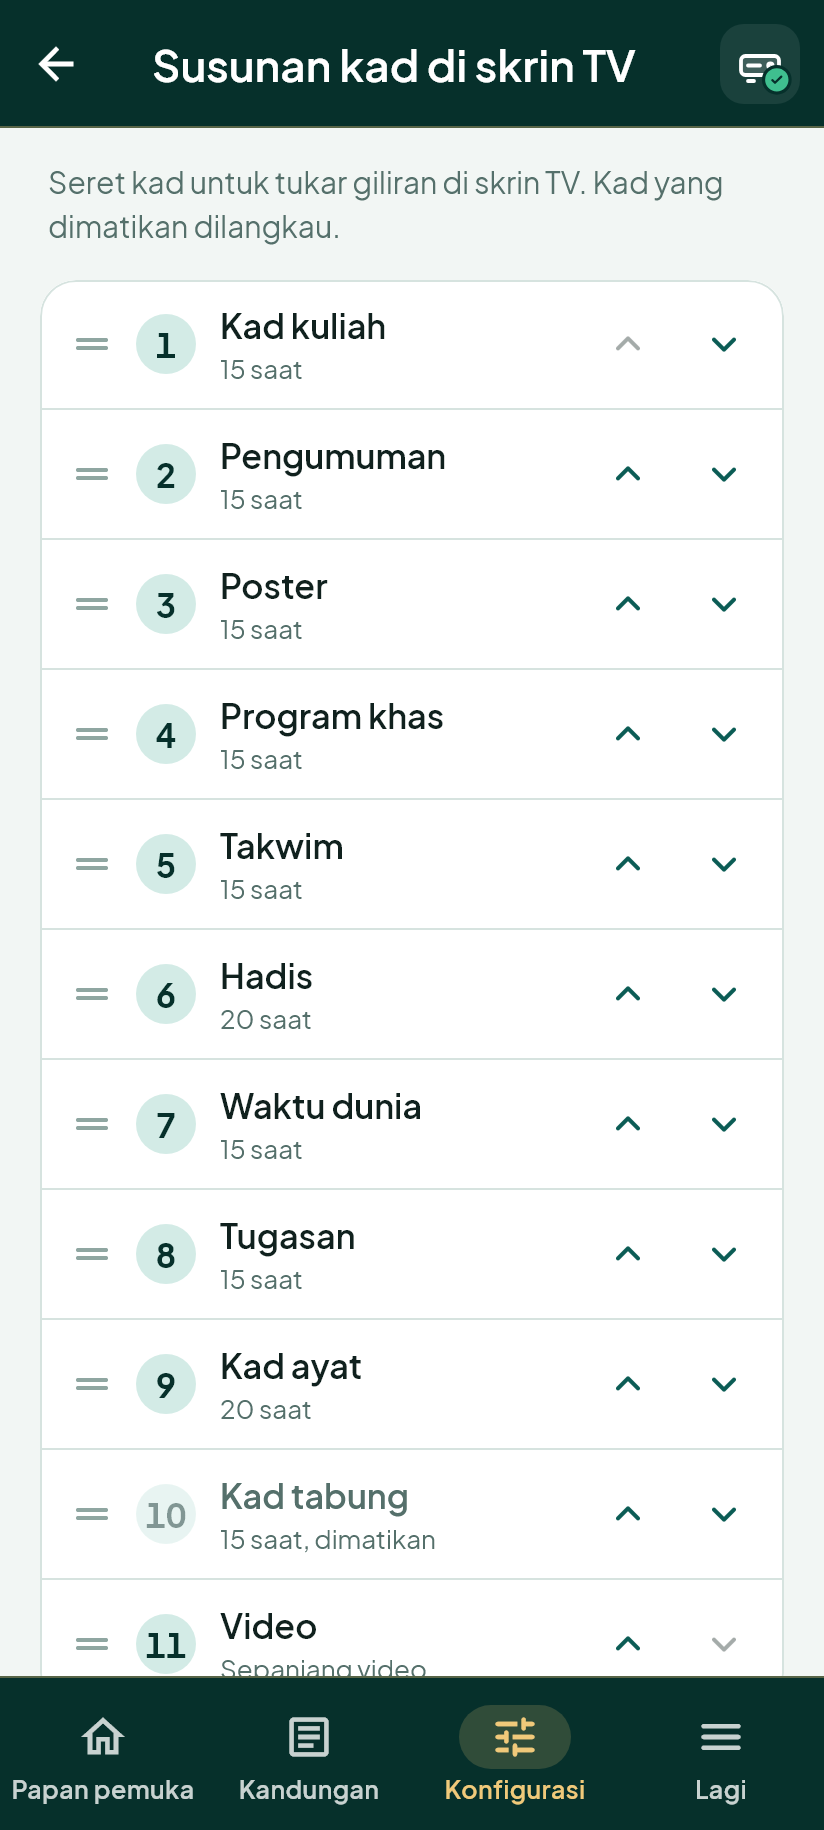 Susunan kad di skrin TV
Seret kad untuk tukar giliran di skrin TV. Kad yang
dimatikan dilangkau.
1
Kad kuliah
15 saat
2
Pengumuman
15 saat
3
Poster
15 saat
4
Program khas
15 saat
5
Takwim
15 saat
6
Hadis
20 saat
7
Waktu dunia
15 saat
8
Tugasan
15 saat
9
Kad ayat
20 saat
10
Kad tabung
15 saat, dimatikan
11
Video
Sepanjang video
Papan pemuka
Kandungan
Konfigurasi
Lagi